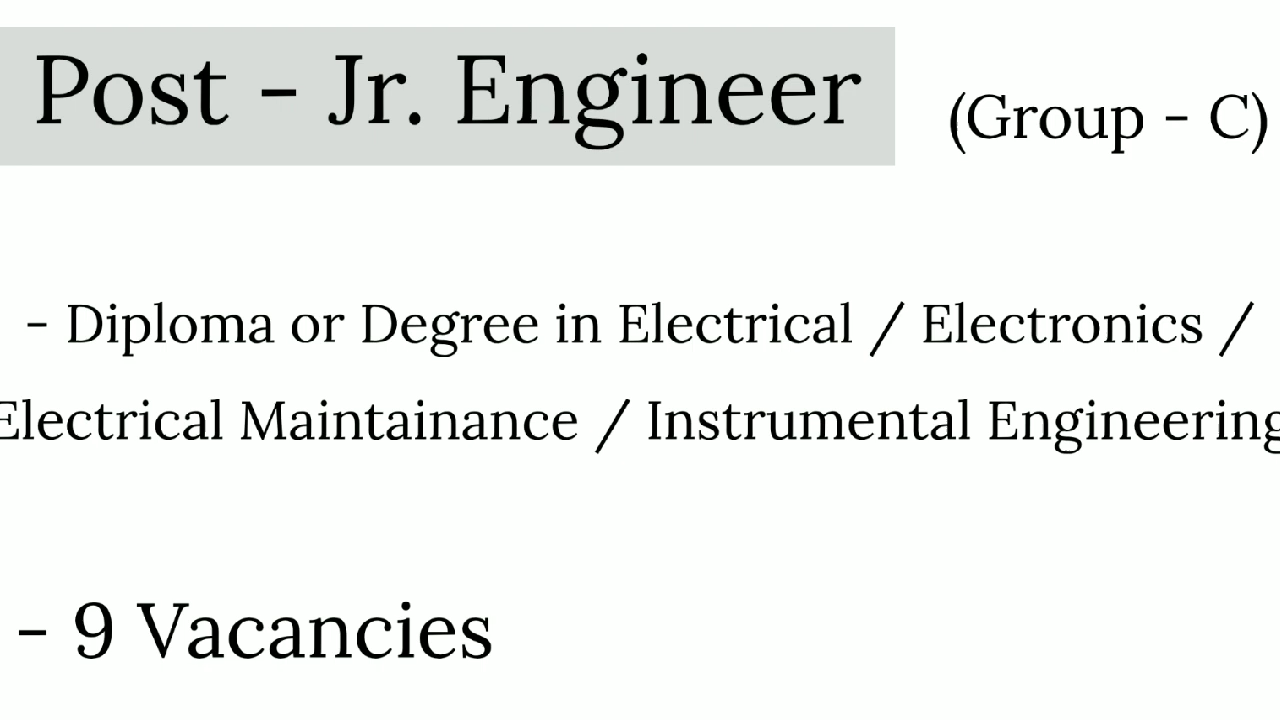 Post - Jr. Engineer (Group - C)
- Diploma or Degree in Electrical / Electronics /
Electrical Maintainance / Instrumental Engineering
- 9 Vacancies